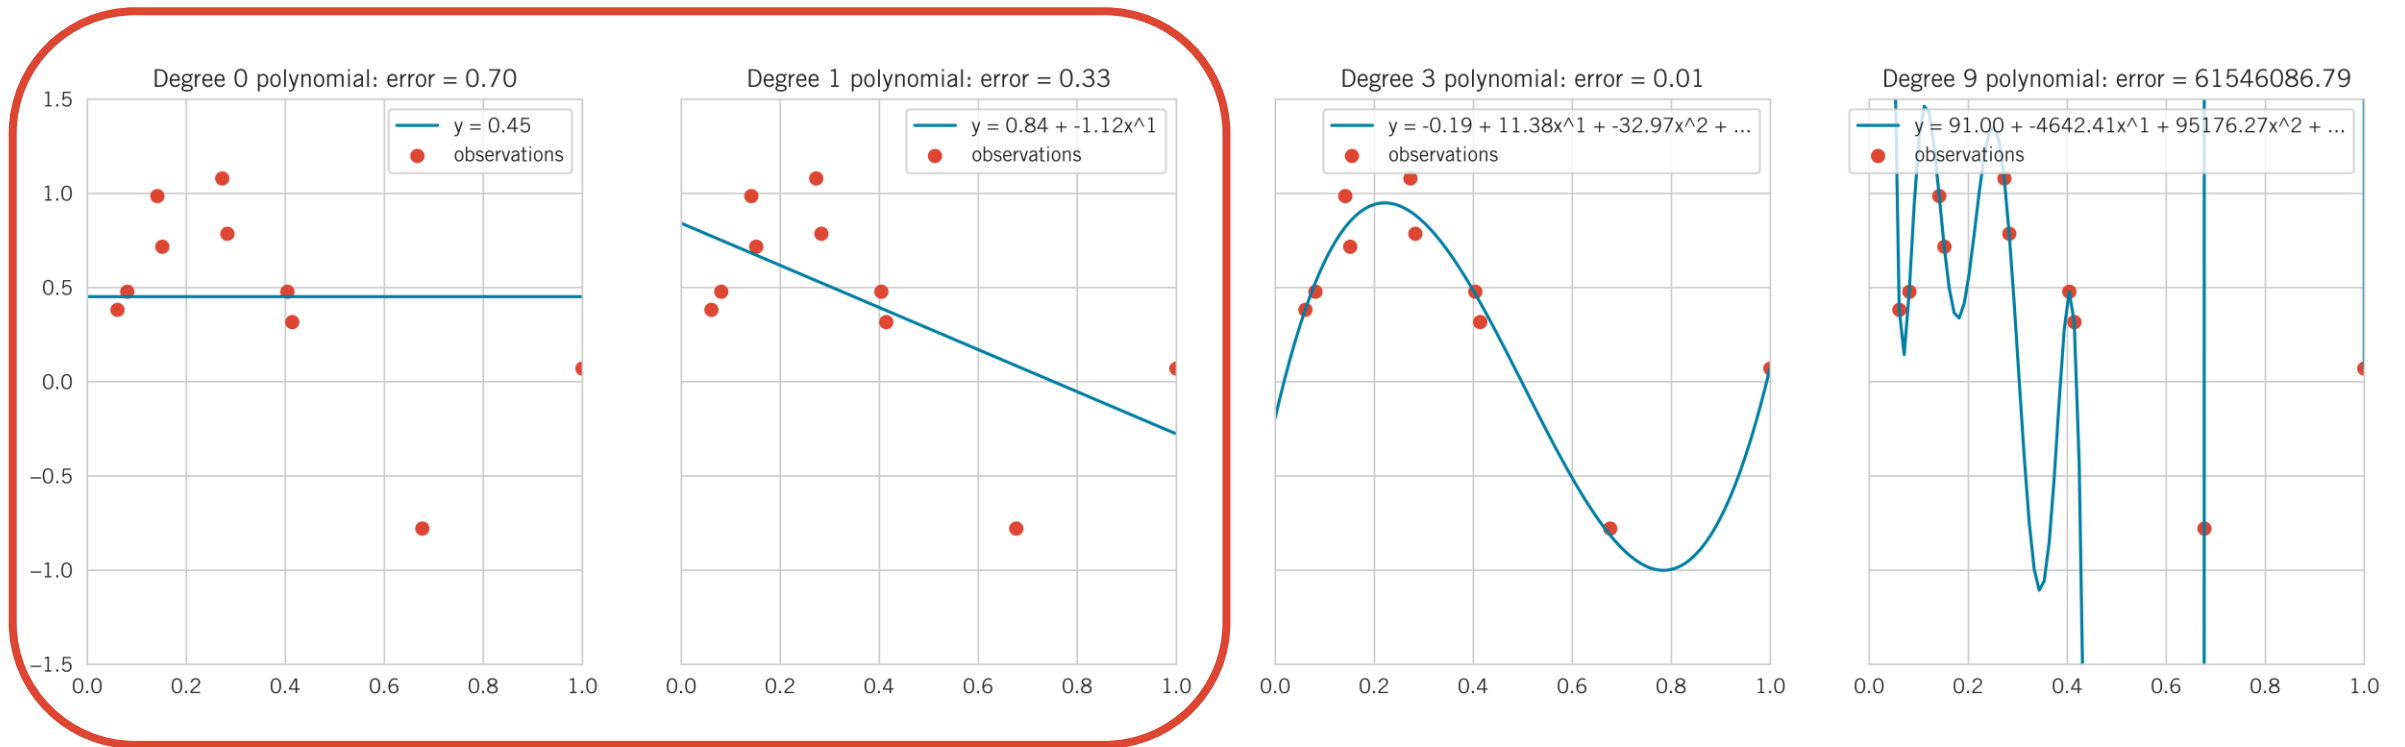 Degree 0 polynomial: error = 0.70
1.5
1.0
0.5
0.0
−0.5
−1.0
−1.5
y = 0.45
observations
0.0 0.2 0.4 0.6 0.8 1.0
Degree 1 polynomial: error = 0.33
y = 0.84 + -1.12x^1
observations
0.0 0.2 0.4 0.6 0.8 1.0
Degree 3 polynomial: error = 0.01
y = -0.19 + 11.38x^1 + -32.97x^2 + ...
observations
0.0 0.2 0.4 0.6 0.8 1.0
Degree 9 polynomial: error = 61546086.79
y = 91.00 + -4642.41x^1 + 95176.27x^2 + ...
observations
0.0 0.2 0.4 0.6 0.8 1.0